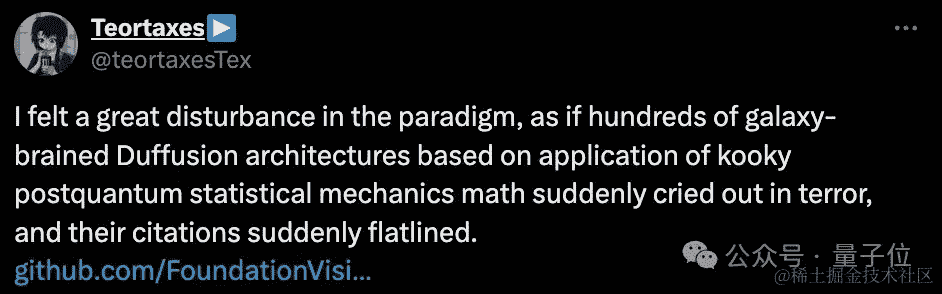 Teortaxes▶️
@teortaxesTex
I felt a great disturbance in the paradigm, as if hundreds of galaxy-
brained Duffusion architectures based on application of kooky
postquantum statistical mechanics math suddenly cried out in terror,
and their citations suddenly flatlined.
github.com/FoundationVisi...
公众号 · 量子位
@稀土掘金技术社区